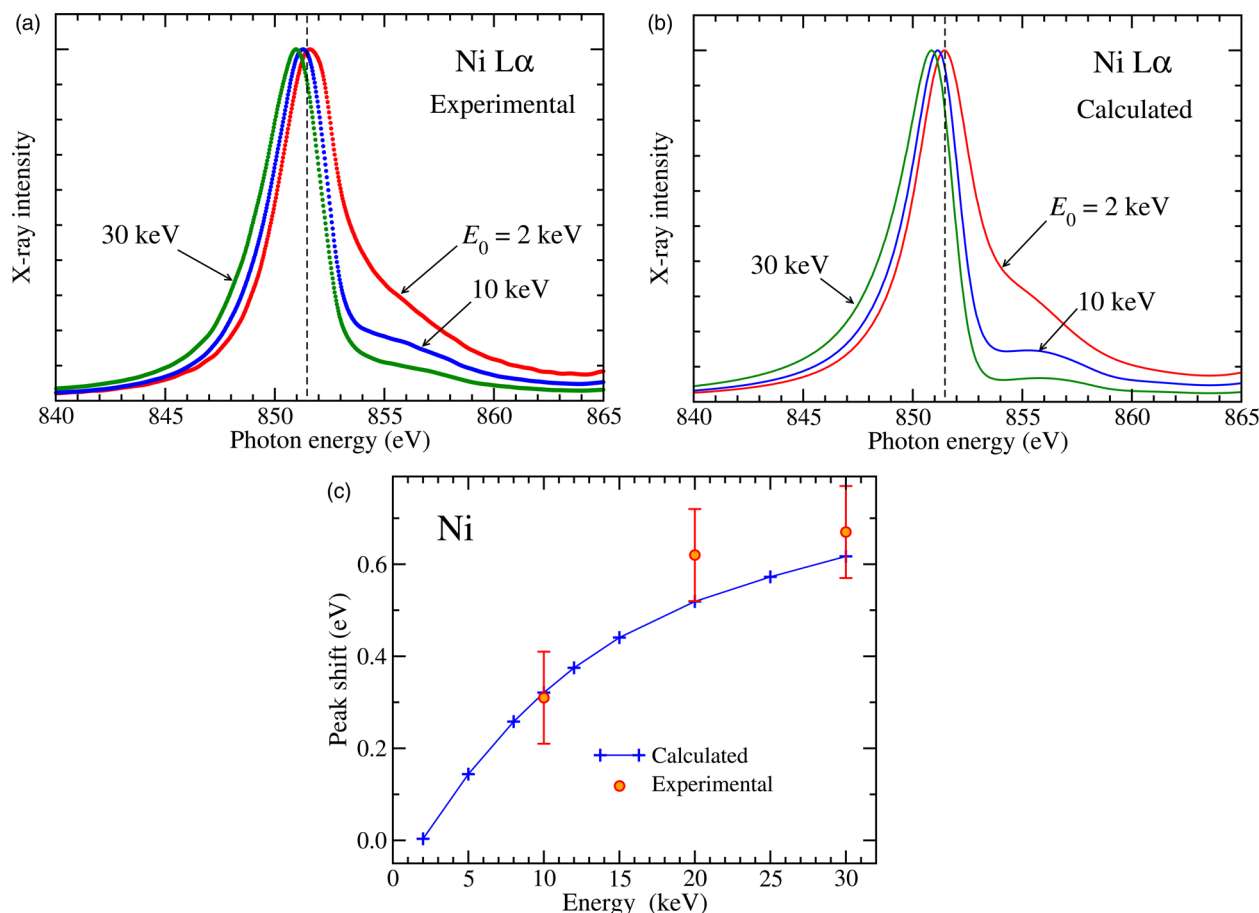 (a)
Ni Lα
Experimental
30 keV
E0 = 2 keV
10 keV
X-ray intensity
840 845 850 855 860 865
Photon energy (eV)
(b)
Ni Lα
Calculated
E0 = 2 keV
30 keV
10 keV
X-ray intensity
840 845 850 855 860 865
Photon energy (eV)
(c)
Ni
0.6
0.4
0.2
0.0
Peak shift (eV)
Calculated
Experimental
0 5 10 15 20 25 30
Energy (keV)